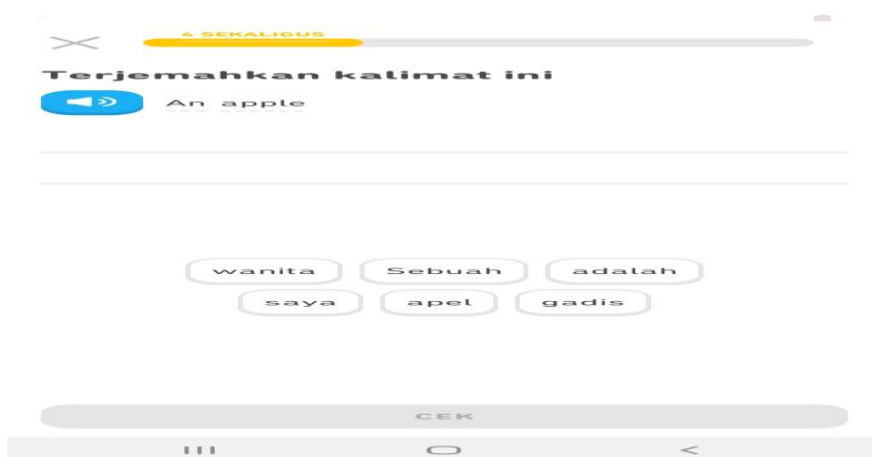 4 SEKALIGUS
Terjemahkan kalimat ini
An apple
wanita Sebuah adalah
saya apel gadis
CEK